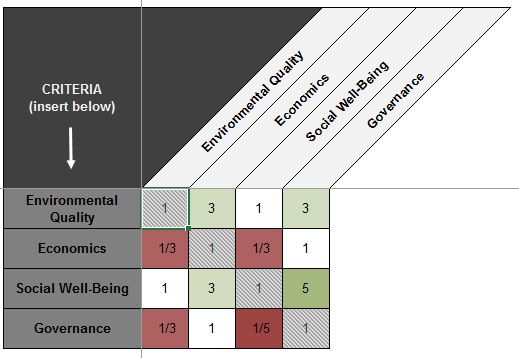 CRITERIA
(insert below)
Environmental Quality
Economics
Social Well-Being
Governance
Environmental
Quality
1 3 1 3
Economics
1/3 1 1/3 1
Social Well-Being
1 3 1 5
Governance
1/3 1 1/5 1